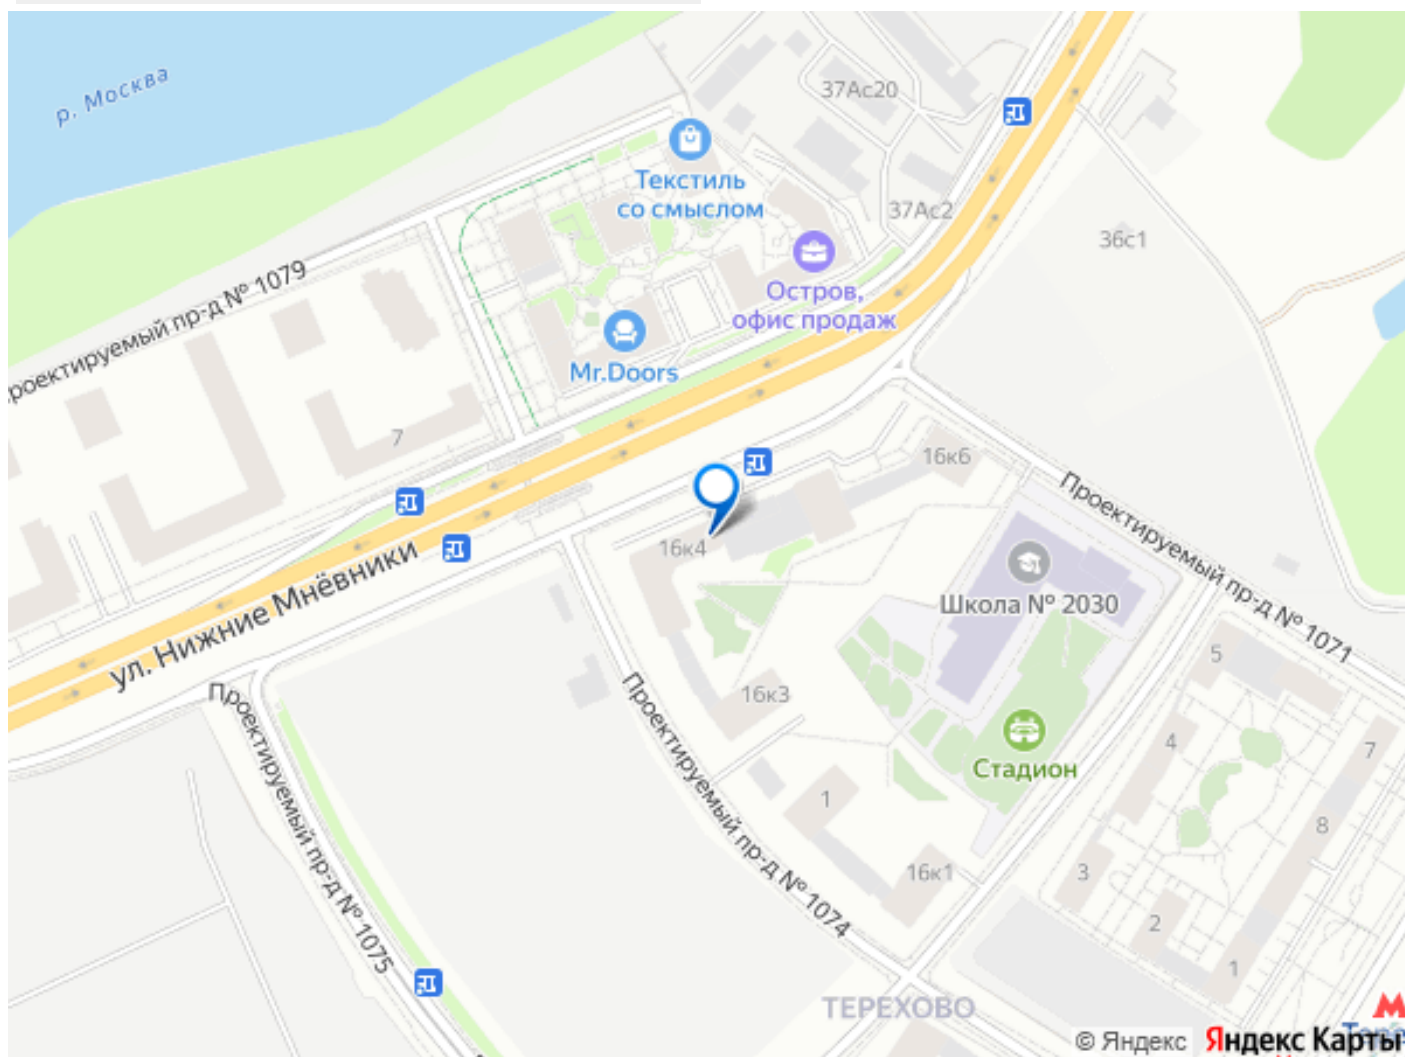 р. Москва
37Ас20
Текстиль
со смыслом
37Ас2
36с1
Остров,
офис продаж
Проектируемый пр-д № 1079
Mr.Doors
7
16к6
Проектируемый пр-д № 1071
16к4
ул. Нижние Мнёвники
Школа № 2030
5
16к3
Проектируемый пр-д № 1074
Проектируемый пр-д № 1075
Стадион
4
7
1
8
16к1
3
2
1
ТЕРЕХОВО
© Яндекс
Яндекс Карты